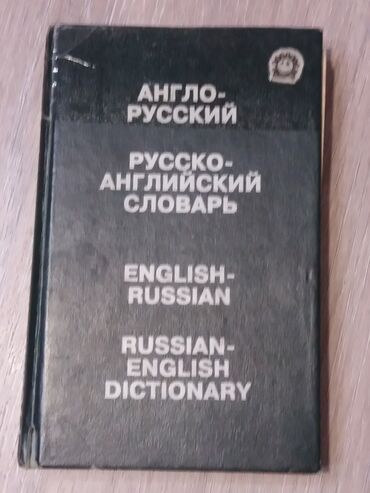 АНГЛО-
РУССКИЙ
РУССКО-
АНГЛИЙСКИЙ
СЛОВАРЬ
ENGLISH-
RUSSIAN
RUSSIAN-
ENGLISH
DICTIONARY